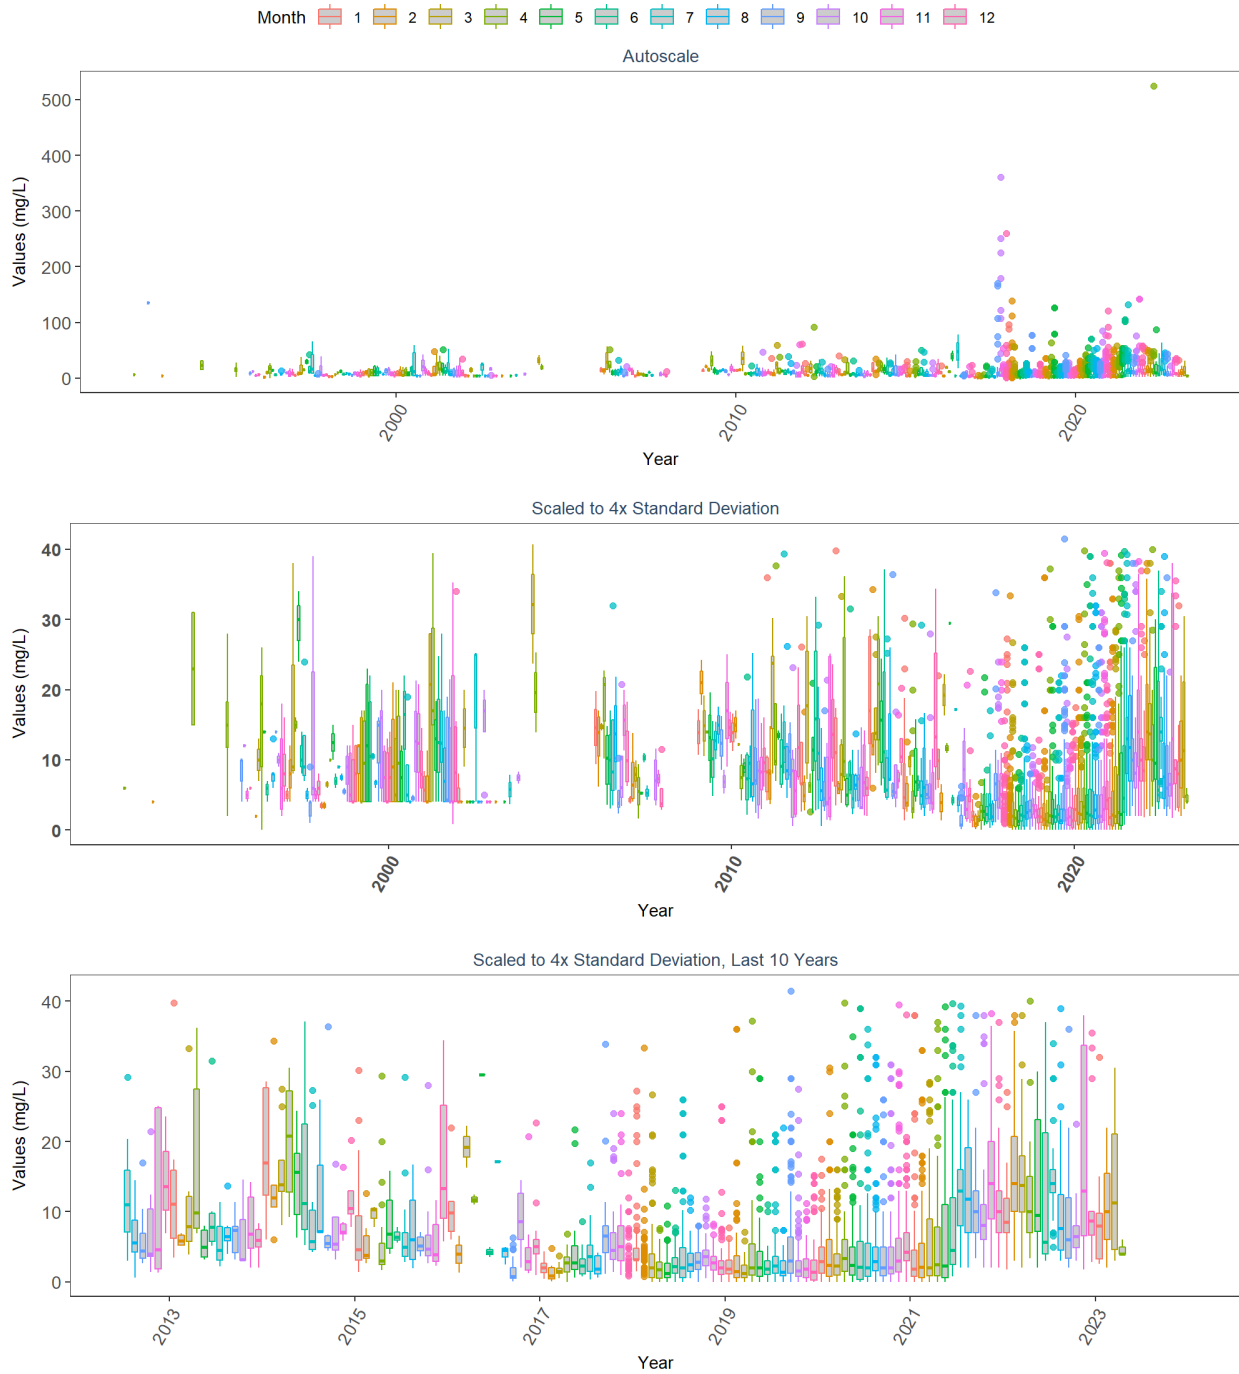 Month 1 2 3 4 5 6 7 8 9 10 11 12
Autoscale
500
400
300
200
100
0
Values (mg/L)
2000 2010 2020
Year
Scaled to 4x Standard Deviation
40
30
20
10
0
Values (mg/L)
2000 2010 2020
Year
Scaled to 4x Standard Deviation, Last 10 Years
40
30
20
10
0
Values (mg/L)
2013 2015 2017 2019 2021 2023
Year